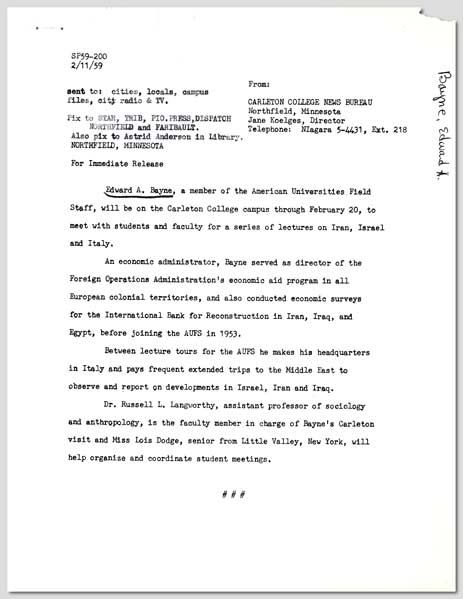 SP59-200
2/11/59
sent to: cities, locals, campus
files, city radio & TV.
Pix to STAR, TRIB, PIO.PRESS,DISPATCH
NORTHFIELD and FARIBAULT.
Also pix to Astrid Anderson in Library.
NORTHFIELD, MINNESOTA
For Immediate Release
From:
CARLETON COLLEGE NEWS BUREAU
Northfield, Minnesota
Jane Koelges, Director
Telephone: NIagara 5-4431, Ext. 218
Bayne, Edward A.
Edward A. Bayne, a member of the American Universities Field
Staff, will be on the Carleton College campus through February 20, to
meet with students and faculty for a series of lectures on Iran, Israel
and Italy.
An economic administrator, Bayne served as director of the
Foreign Operations Administration's economic aid program in all
European colonial territories, and also conducted economic surveys
for the International Bank for Reconstruction in Iran, Iraq, and
Egypt, before joining the AUFS in 1953.
Between lecture tours for the AUFS he makes his headquarters
in Italy and pays frequent extended trips to the Middle East to
observe and report on developments in Israel, Iran and Iraq.
Dr. Russell L. Langworthy, assistant professor of sociology
and anthropology, is the faculty member in charge of Bayne's Carleton
visit and Miss Lois Dodge, senior from Little Valley, New York, will
help organize and coordinate student meetings.
# # #